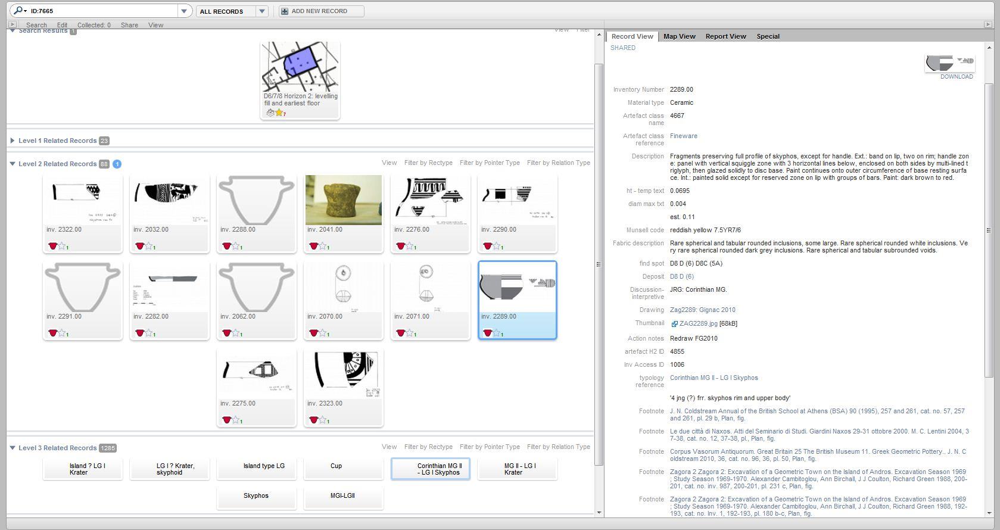 ID:7665
ALL RECORDS
ADD NEW RECORD
Search Edit Collected: 0 Share View
Search Results 1 View Filter
D6/7/8 Horizon 2: levelling
fill and earliest floor
7
Level 1 Related Records 23
Level 2 Related Records 88 1 View Filter by Rectype Filter by Pointer Type Filter by Relation Type
inv. 2322.00 inv. 2032.00 inv. 2288.00 inv. 2041.00 inv. 2276.00 inv. 2290.00
1 1 1 1 1 1
inv. 2291.00 inv. 2282.00 inv. 2062.00 inv. 2070.00 inv. 2071.00 inv. 2289.00
1 1 1 1 1 1
inv. 2275.00 inv. 2323.00
1 1
Level 3 Related Records 1285 View Filter by Rectype Filter by Pointer Type Filter by Relation Type
Island ? LG I
Krater
LG I ? Krater,
skyphoid
Island type LG
Cup
Corinthian MG II
- LG I Skyphos
MG II - LG I
Krater
Skyphos
MGI-LGII
Record View Map View Report View Special
SHARED
DOWNLOAD
Inventory Number 2289.00
Material type Ceramic
Artefact class
name
4667
Artefact class
reference
Fineware
Description Fragments preserving full profile of skyphos, except for handle. Ext.: band on lip, two on rim; handle zon
e: panel with vertical squiggle zone with 3 horizontal lines below, enclosed on both sides by multi-lined t
riglyph, then glazed solidly to disc base. Paint continues onto outer circumference of base resting surfa
ce. Int.: painted solid except for reserved zone on lip with groups of bars. Paint: dark brown to red.
ht - temp text 0.0695
diam max txt 0.004
est. 0.11
Munsell code reddish yellow 7.5YR7/6
Fabric description Rare spherical and tabular rounded inclusions, some large. Rare spherical rounded white inclusions. Ve
ry rare spherical rounded dark grey inclusions. Rare spherical and tabular subrounded voids.
find spot D8 D (6) D8C (5A)
Deposit D8 D (6)
Discussion-
interpretive
JRG: Corinthian MG.
Drawing Zag2289: Gignac 2010
Thumbnail ZAG2289.jpg [68kB]
Action notes Redraw FG2010
artefact H2 ID 4855
Inv Access ID 1006
typology
reference
Corinthian MG II - LG I Skyphos
'4 jng (?) frr. skyphos rim and upper body'
Footnote J. N. Coldstream Annual of the British School at Athens (BSA) 90 (1995), 257 and 261, cat. no. 57, 257
and 261, pl. 29 b, Plan, fig.
Footnote Le due città di Naxos. Atti del Seminario di Studi. Giardini Naxos 29-31 ottobre 2000. M. C. Lentini 2004, 3
7-38, cat. no. 12, 37-38, pl., Plan, fig.
Footnote Corpus Vasorum Antiquorum. Great Britain 25 The British Museum 11. Greek Geometric Pottery.. J. N. C
oldstream 2010, 36, cat. no. 96, 36, pl. 50, Plan, fig.
Footnote Zagora 2 Zagora 2: Excavation of a Geometric Town on the Island of Andros. Excavation Season 1969
; Study Season 1969-1970. Alexander Cambitoglou, Ann Birchall, J J Coulton, Richard Green 1988, 200-
201, cat. no. inv. 987, 200-201, pl. 231 c, Plan, fig.
Footnote Zagora 2 Zagora 2: Excavation of a Geometric Town on the Island of Andros. Excavation Season 1969
; Study Season 1969-1970. Alexander Cambitoglou, Ann Birchall, J J Coulton, Richard Green 1988, 192-
193, cat. no. Inv. 1, 192-193, pl. 180 b-c, Plan, fig.